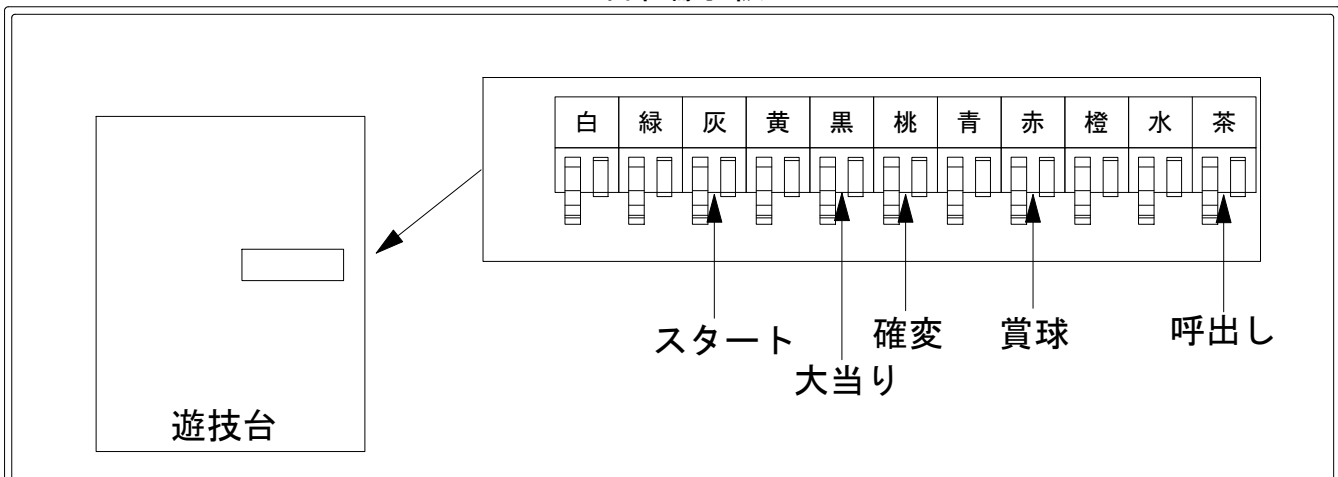 白 緑 灰 黄 黒 桃 青 赤 橙 水 茶
スタート
大当り
確変
賞球
呼出し
遊技台